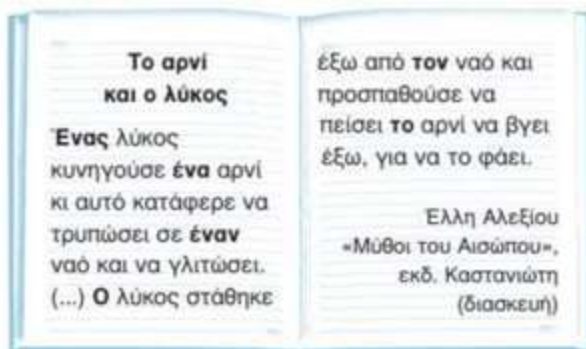 Το αρνί
και ο λύκος
Ένας λύκος
κυνηγούσε ένα αρνί
κι αυτό κατάφερε να
τρυπώσει σε έναν
ναό και να γλιτώσει.
(...) Ο λύκος στάθηκε
έξω από τον ναό και
προσπαθούσε να
πείσει το αρνί να βγει
έξω, για να το φάει.
Έλλη Αλεξίου
«Μύθοι του Αισώπου»,
εκδ. Καστανιώτη
(διασκευή)